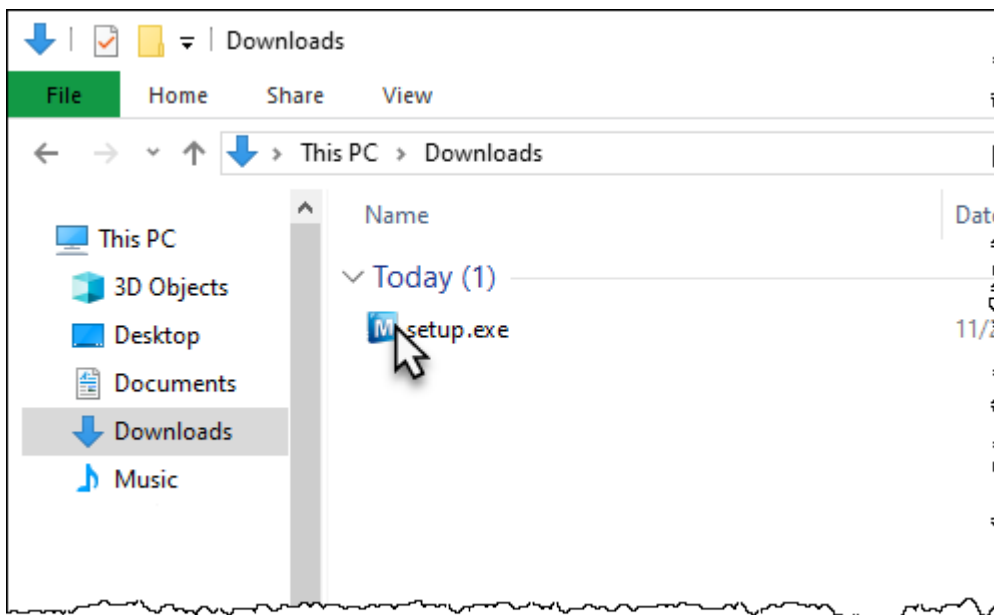 Downloads
File Home Share View
This PC > Downloads
Name
This PC
3D Objects
Desktop
Documents
Downloads
Music
Today (1)
M setup.exe
11/